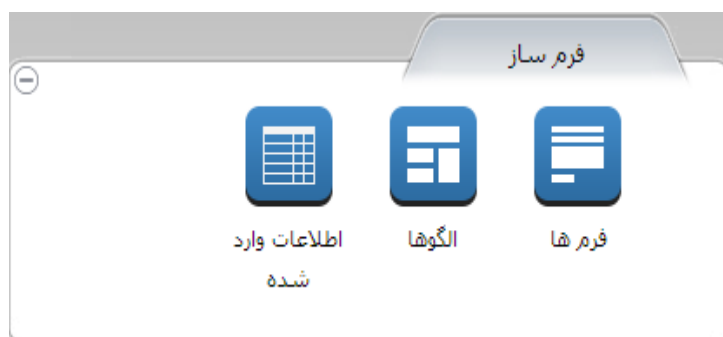 فرم ساز
فرم ها
الگوها
اطلاعات وارد
شده